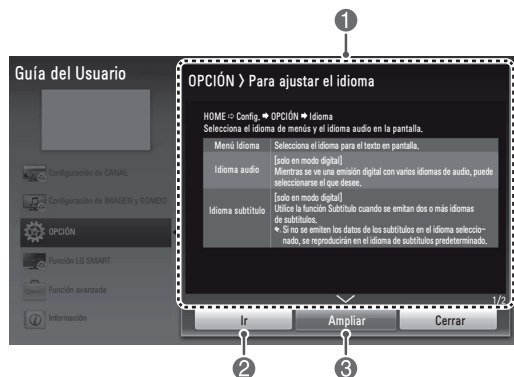 1
Guía del Usuario
OPCIÓN 〉 Para ajustar el idioma
HOME ⇨ Config. ➡ OPCIÓN ➡ Idioma
Selecciona el idioma de menús y el idioma audio en la pantalla.
Menú Idioma Selecciona el idioma para el texto en pantalla.
Idioma audio [solo en modo digital]
Mientras se ve una emisión digital con varios idiomas de audio, puede
seleccionarse el que desee.
Idioma subtítulo [solo en modo digital]
Utilice la función Subtítulo cuando se emitan dos o más idiomas
de subtítulos.
Si no se emiten los datos de los subtítulos en el idioma seleccio-
nado, se reproducirán en el idioma de subtítulos predeterminado.
Configuración de CANAL
Configuración de IMAGEN y SONIDO
OPCIÓN
Función LG SMART
Función avanzada
Información
1/2
Ir Ampliar Cerrar
2 3